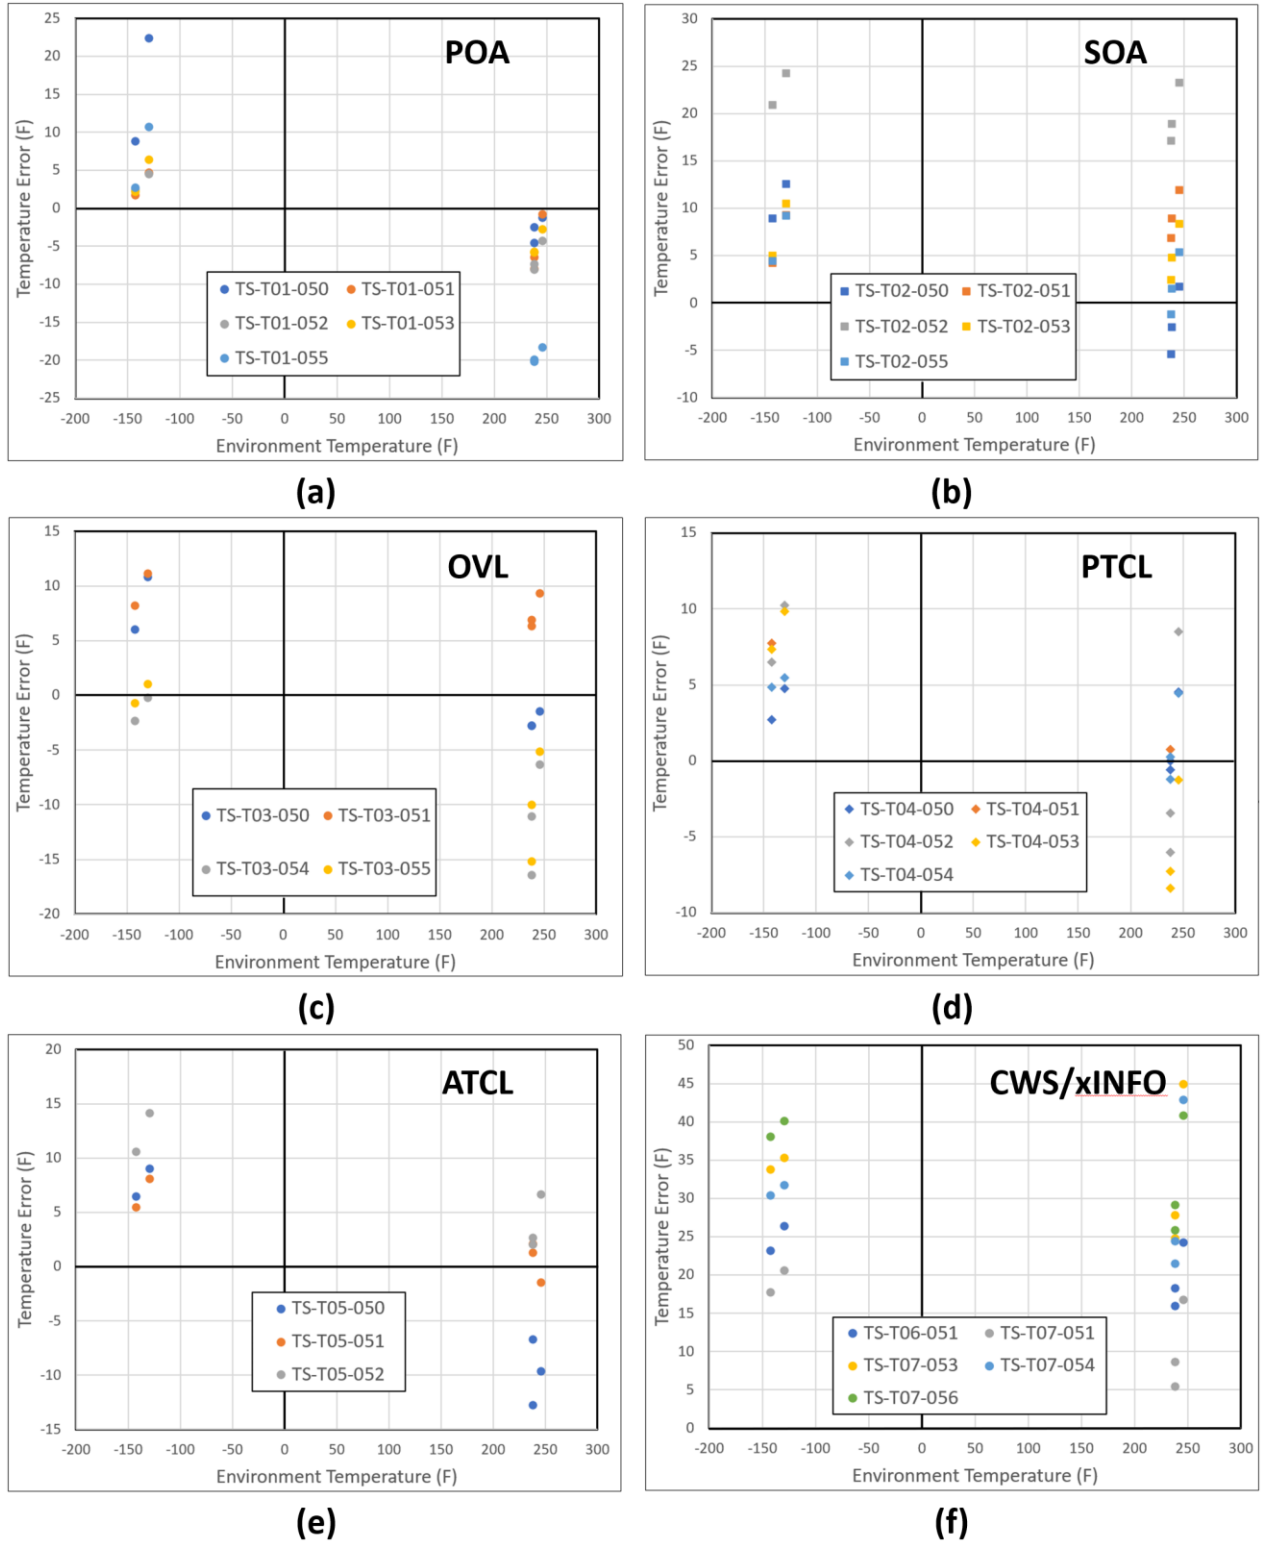 POA
25
20
15
10
5
0
-5
-10
-15
-20
-25
Temperature Error (F)
TS-T01-050 TS-T01-051
TS-T01-052 TS-T01-053
TS-T01-055
-200 -150 -100 -50 0 50 100 150 200 250 300
Environment Temperature (F)
(a)
SOA
30
25
20
15
10
5
0
-5
-10
Temperature Error (F)
TS-T02-050 TS-T02-051
TS-T02-052 TS-T02-053
TS-T02-055
-200 -150 -100 -50 0 50 100 150 200 250 300
Environment Temperature (F)
(b)
OVL
15
10
5
0
-5
-10
-15
-20
Temperature Error (F)
TS-T03-050 TS-T03-051
TS-T03-054 TS-T03-055
-200 -150 -100 -50 0 50 100 150 200 250 300
Environment Temperature (F)
(c)
PTCL
15
10
5
0
-5
-10
Temperature Error (F)
TS-T04-050 TS-T04-051
TS-T04-052 TS-T04-053
TS-T04-054
-200 -150 -100 -50 0 50 100 150 200 250 300
Environment Temperature (F)
(d)
ATCL
20
15
10
5
0
-5
-10
-15
Temperature Error (F)
TS-T05-050
TS-T05-051
TS-T05-052
-200 -150 -100 -50 0 50 100 150 200 250 300
Environment Temperature (F)
(e)
CWS/xINFO
50
45
40
35
30
25
20
15
10
5
0
Temperature Error (F)
TS-T06-051 TS-T07-051
TS-T07-053 TS-T07-054
TS-T07-056
-200 -150 -100 -50 0 50 100 150 200 250 300
Environment Temperature (F)
(f)